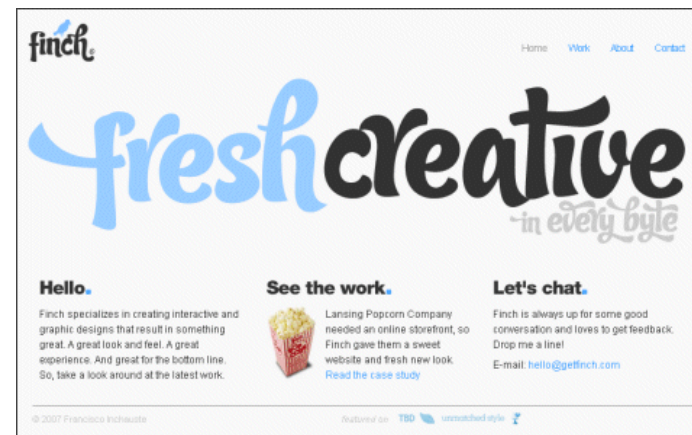 finch
Home Work About Contact
freshcreative
in every byte
Hello.
Finch specializes in creating interactive and
graphic designs that result in something
great. A great look and feel. A great
experience. And great for the bottom line.
So, take a look around at the latest work.
See the work.
Lansing Popcorn Company
needed an online storefront, so
Finch gave them a sweet
website and fresh new look.
Read the case study
Let's chat.
Finch is always up for some good
conversation and loves to get feedback.
Drop me a line!
E-mail: hello@getfinch.com
© 2007 Francisco Inchauste
featured on TBD unmatchedstyle